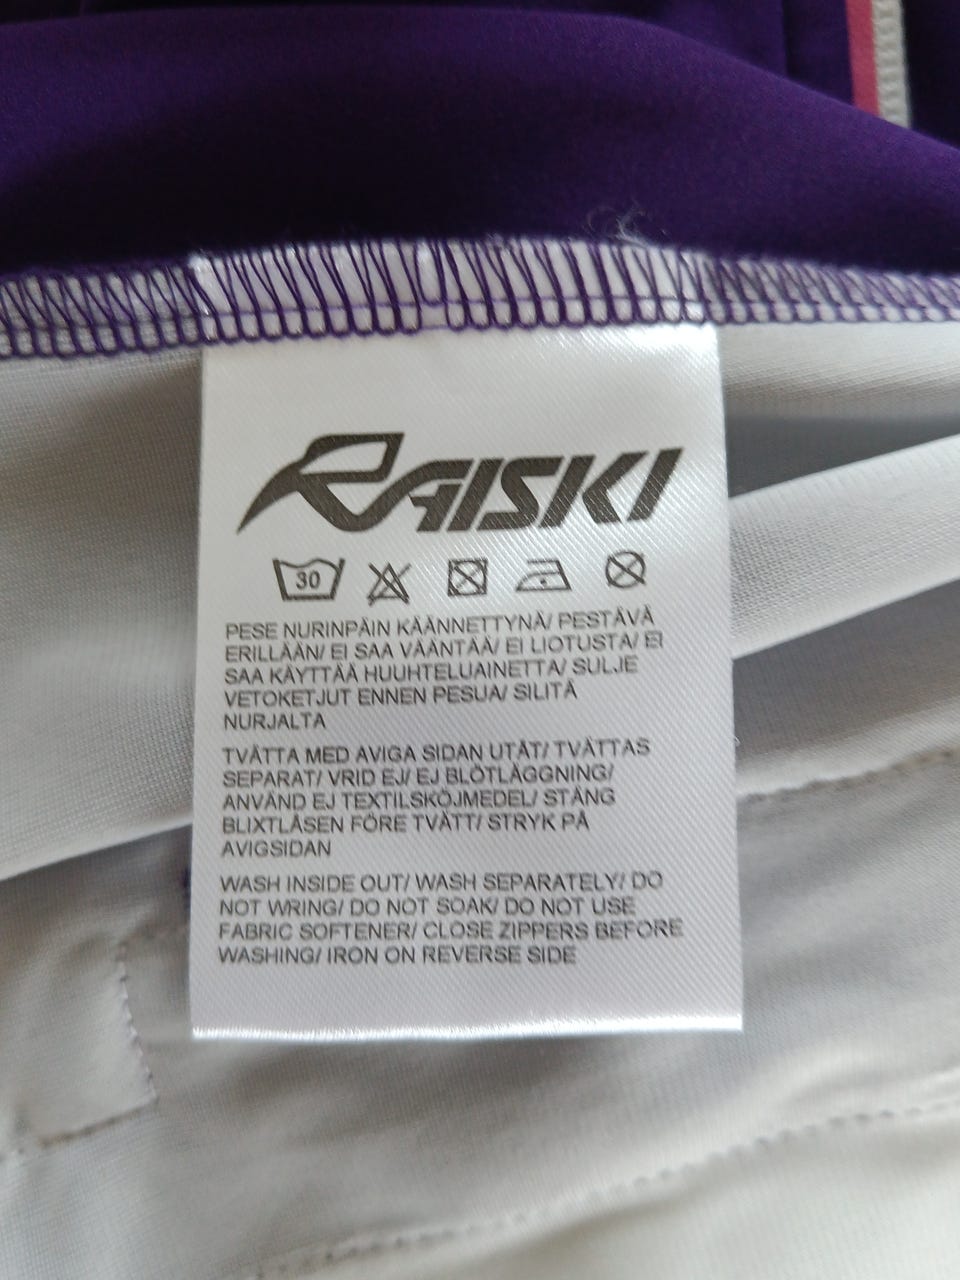 RAISKI
30
PESE NURINPÄIN KÄÄNNETTYNÄ/ PESTÄVÄ
ERILLÄÄN/ EI SAA VÄÄNTÄÄ/ EI LIOTUSTA/ EI
SAA KÄYTTÄÄ HUUHTELUAINETTA/ SULJE
VETOKETJUT ENNEN PESUA/ SILITÄ
NURJALTA
TVÄTTA MED AVIGA SIDAN UTÅT/ TVÄTTAS
SEPARAT/ VRID EJ/ EJ BLÖTLÄGGNING/
ANVÄND EJ TEXTILSKÖJMEDEL/ STÄNG
BLIXTLÅSEN FÖRE TVÄTT/ STRYK PÅ
AVIGSIDAN
WASH INSIDE OUT/ WASH SEPARATELY/ DO
NOT WRING/ DO NOT SOAK/ DO NOT USE
FABRIC SOFTENER/ CLOSE ZIPPERS BEFORE
WASHING/ IRON ON REVERSE SIDE